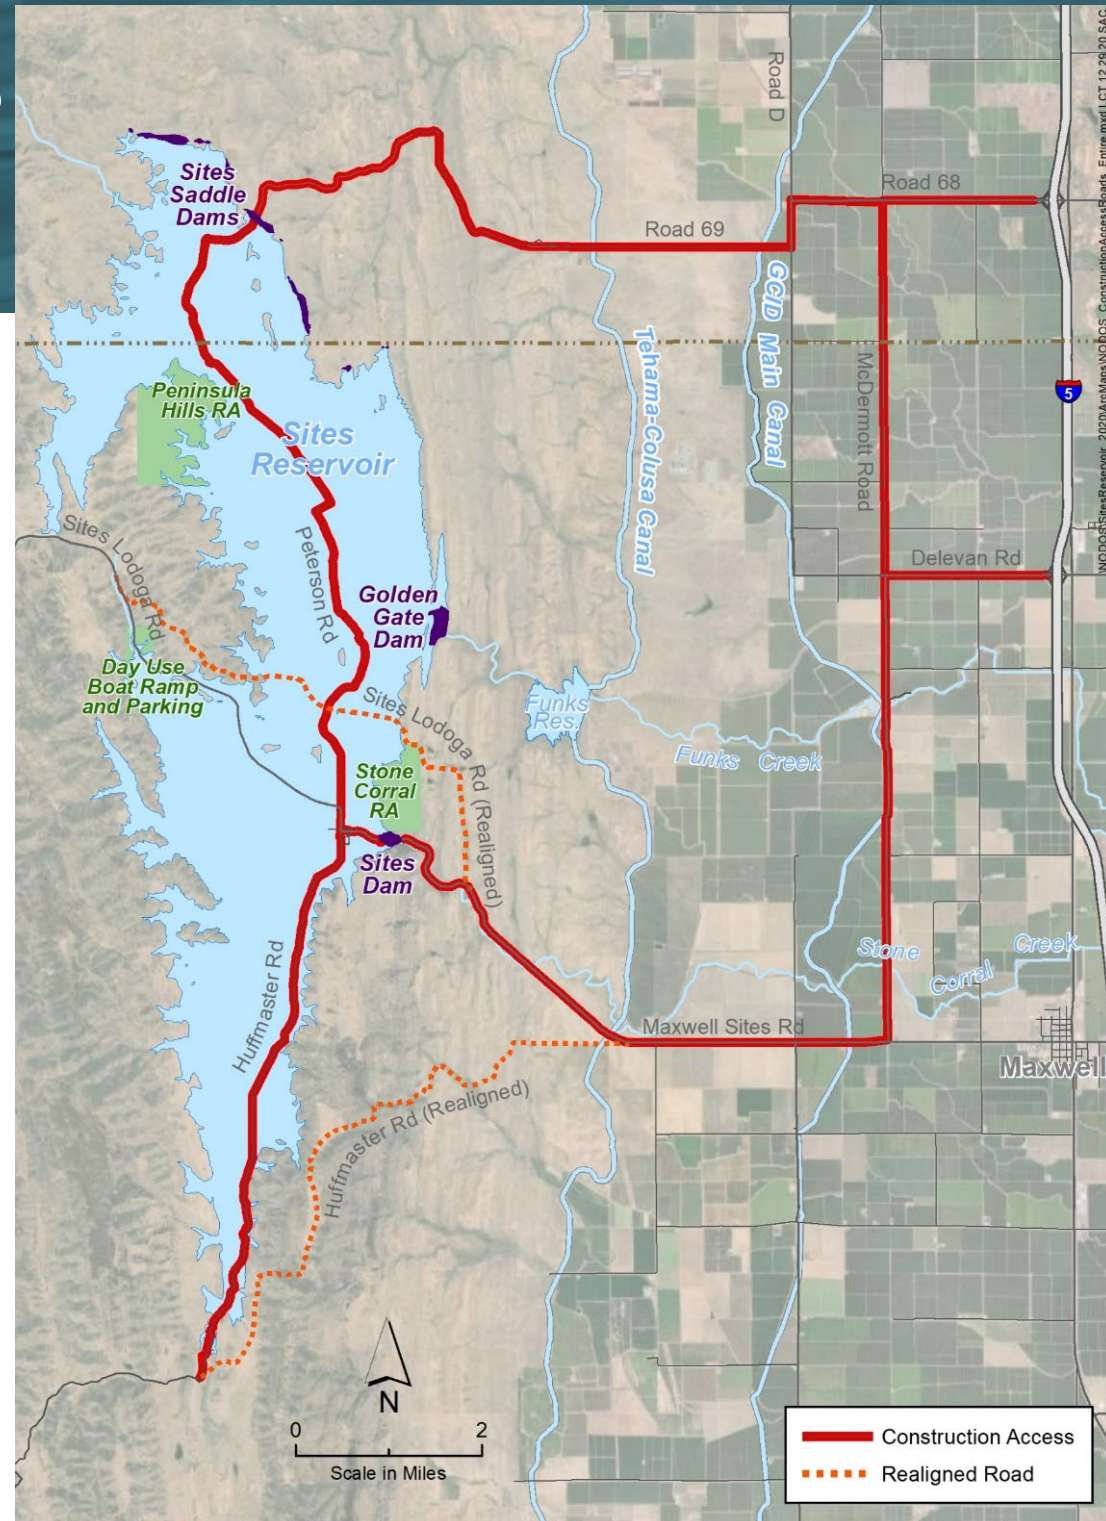 Road D
Road 68
Sites
Saddle
Dams
Road 69
GCID Main Canal
Tehama-Colusa Canal
McDermott Road
5
Peninsula
Hills RA
Sites
Reservoir
Sites Lodoga Rd
Peterson Rd
Delevan Rd
Golden
Gate
Dam
Day Use
Boat Ramp
and Parking
Sites Lodoga Rd (Realigned)
Funks
Res.
Funks Creek
Stone
Corral
RA
Sites
Dam
Stone Corral Creek
Huffmaster Rd
Maxwell Sites Rd
Maxwell
Huffmaster Rd (Realigned)
N
0 2
Scale in Miles
Construction Access
Realigned Road